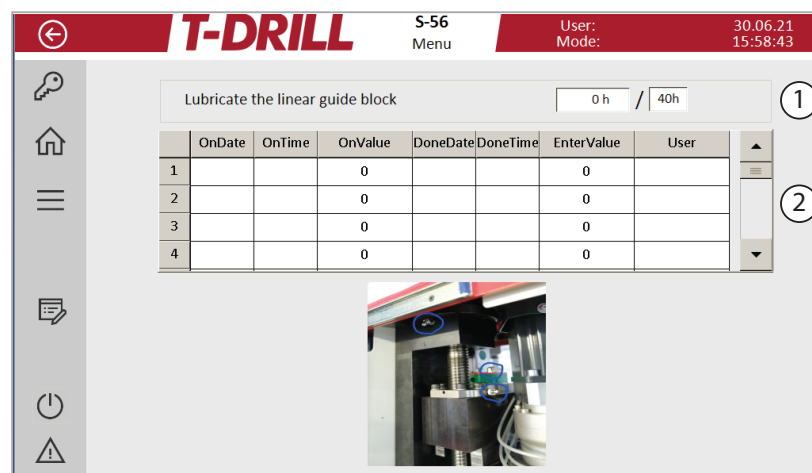 T-DRILL
S-56
Menu
User:
Mode:
30.06.21
15:58:43
Lubricate the linear guide block
0 h / 40h
1
OnDate OnTime OnValue DoneDate DoneTime EnterValue User
1 0 0
2 0 0
3 0 0
4 0 0
2